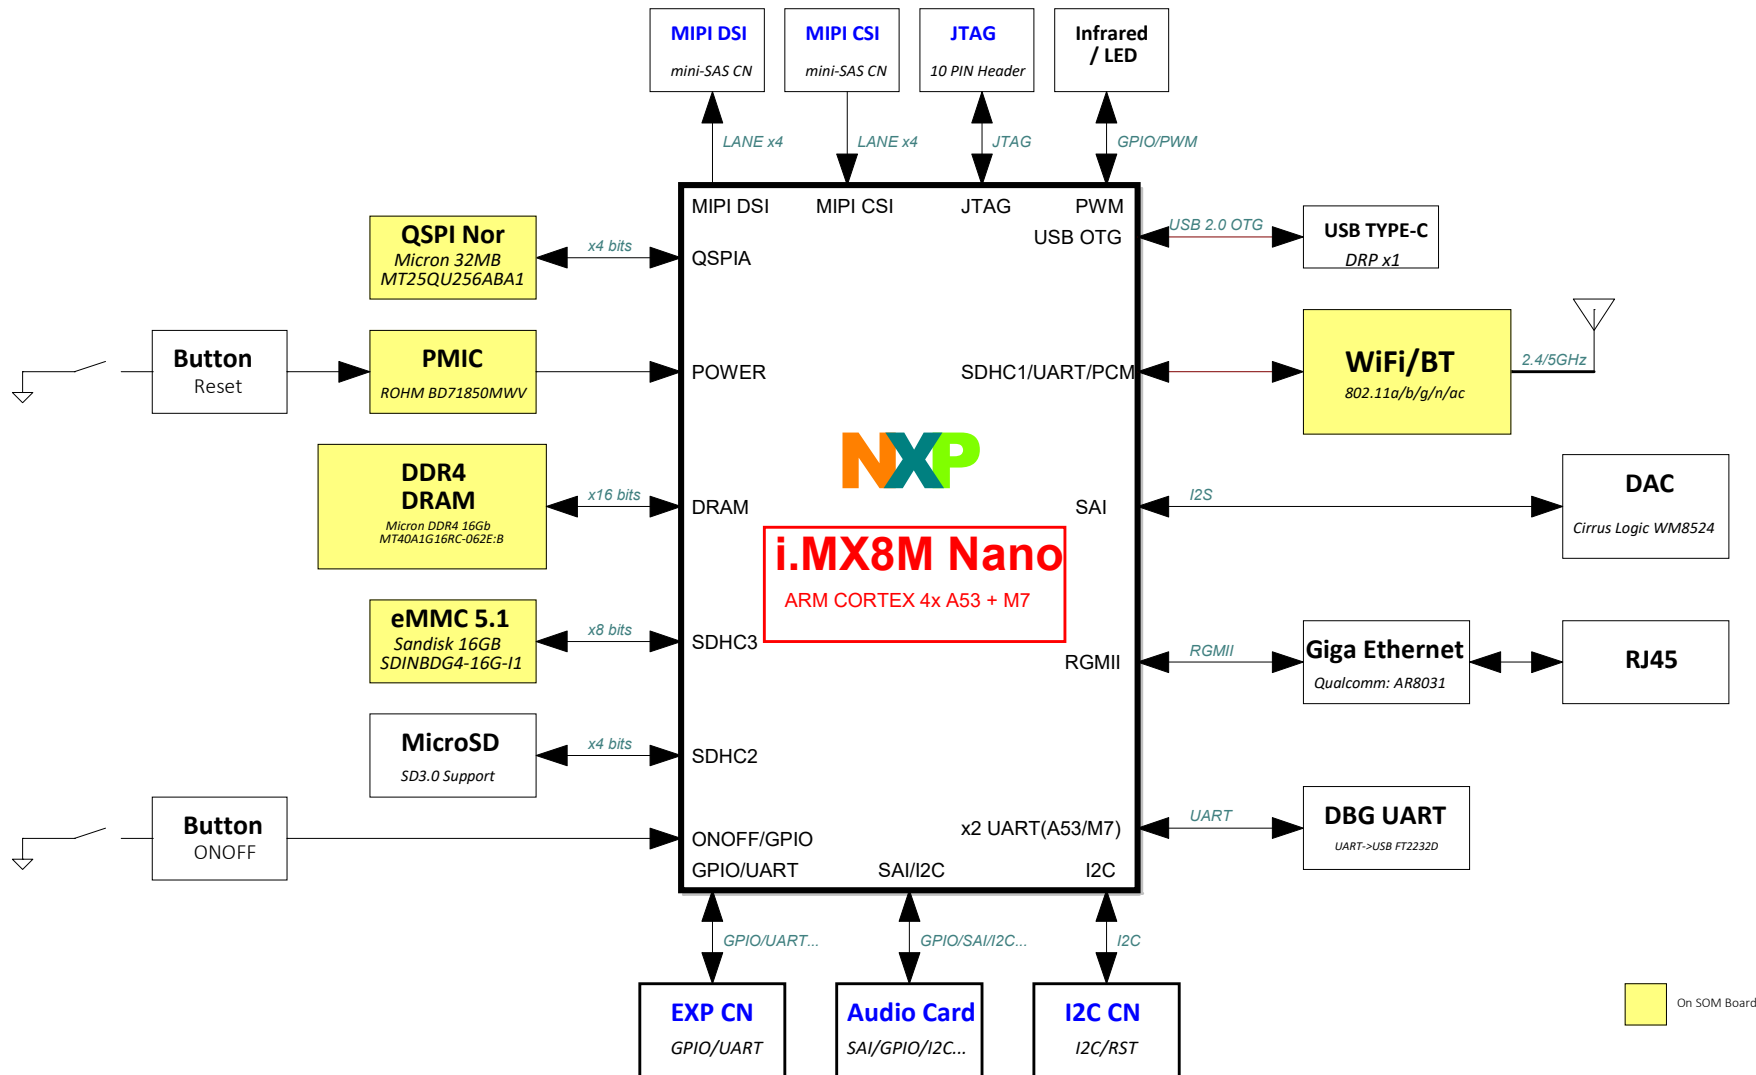 MIPI DSI
mini-SAS CN
MIPI CSI
mini-SAS CN
JTAG
10 PIN Header
Infrared
/ LED
LANE x4
LANE x4
JTAG
GPIO/PWM
MIPI DSI
MIPI CSI
JTAG
PWM
USB OTG
USB 2.0 OTG
USB TYPE-C
DRP x1
QSPI Nor
Micron 32MB
MT25QU256ABA1
x4 bits
QSPIA
Button
Reset
PMIC
ROHM BD71850MWV
POWER
SDHC1/UART/PCM
WiFi/BT
802.11a/b/g/n/ac
2.4/5GHz
DDR4
DRAM
Micron DDR4 16Gb
MT40A1G16RC-062E:B
x16 bits
DRAM
NXP
i.MX8M Nano
ARM CORTEX 4x A53 + M7
SAI
I2S
DAC
Cirrus Logic WM8524
eMMC 5.1
Sandisk 16GB
SDINBDG4-16G-I1
x8 bits
SDHC3
RGMII
RGMII
Giga Ethernet
Qualcomm: AR8031
RJ45
MicroSD
SD3.0 Support
x4 bits
SDHC2
Button
ONOFF
ONOFF/GPIO
x2 UART(A53/M7)
UART
DBG UART
UART->USB FT2232D
GPIO/UART
SAI/I2C
I2C
GPIO/UART...
GPIO/SAI/I2C...
I2C
EXP CN
GPIO/UART
Audio Card
SAI/GPIO/I2C...
I2C CN
I2C/RST
On SOM Board